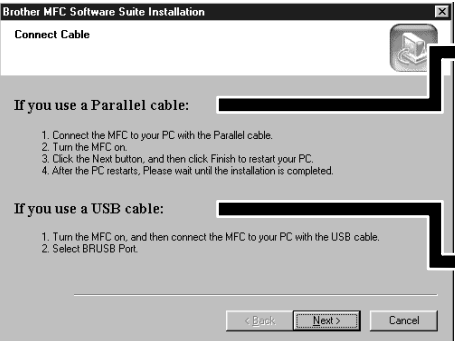 Brother MFC Software Suite Installation
Connect Cable
If you use a Parallel cable:
1. Connect the MFC to your PC with the Parallel cable.
2. Turn the MFC on.
3. Click the Next button, and then click Finish to restart your PC.
4. After the PC restarts, Please wait until the installation is completed.
If you use a USB cable:
1. Turn the MFC on, and then connect the MFC to your PC with the USB cable.
2. Select BRUSB Port.
< Back Next > Cancel